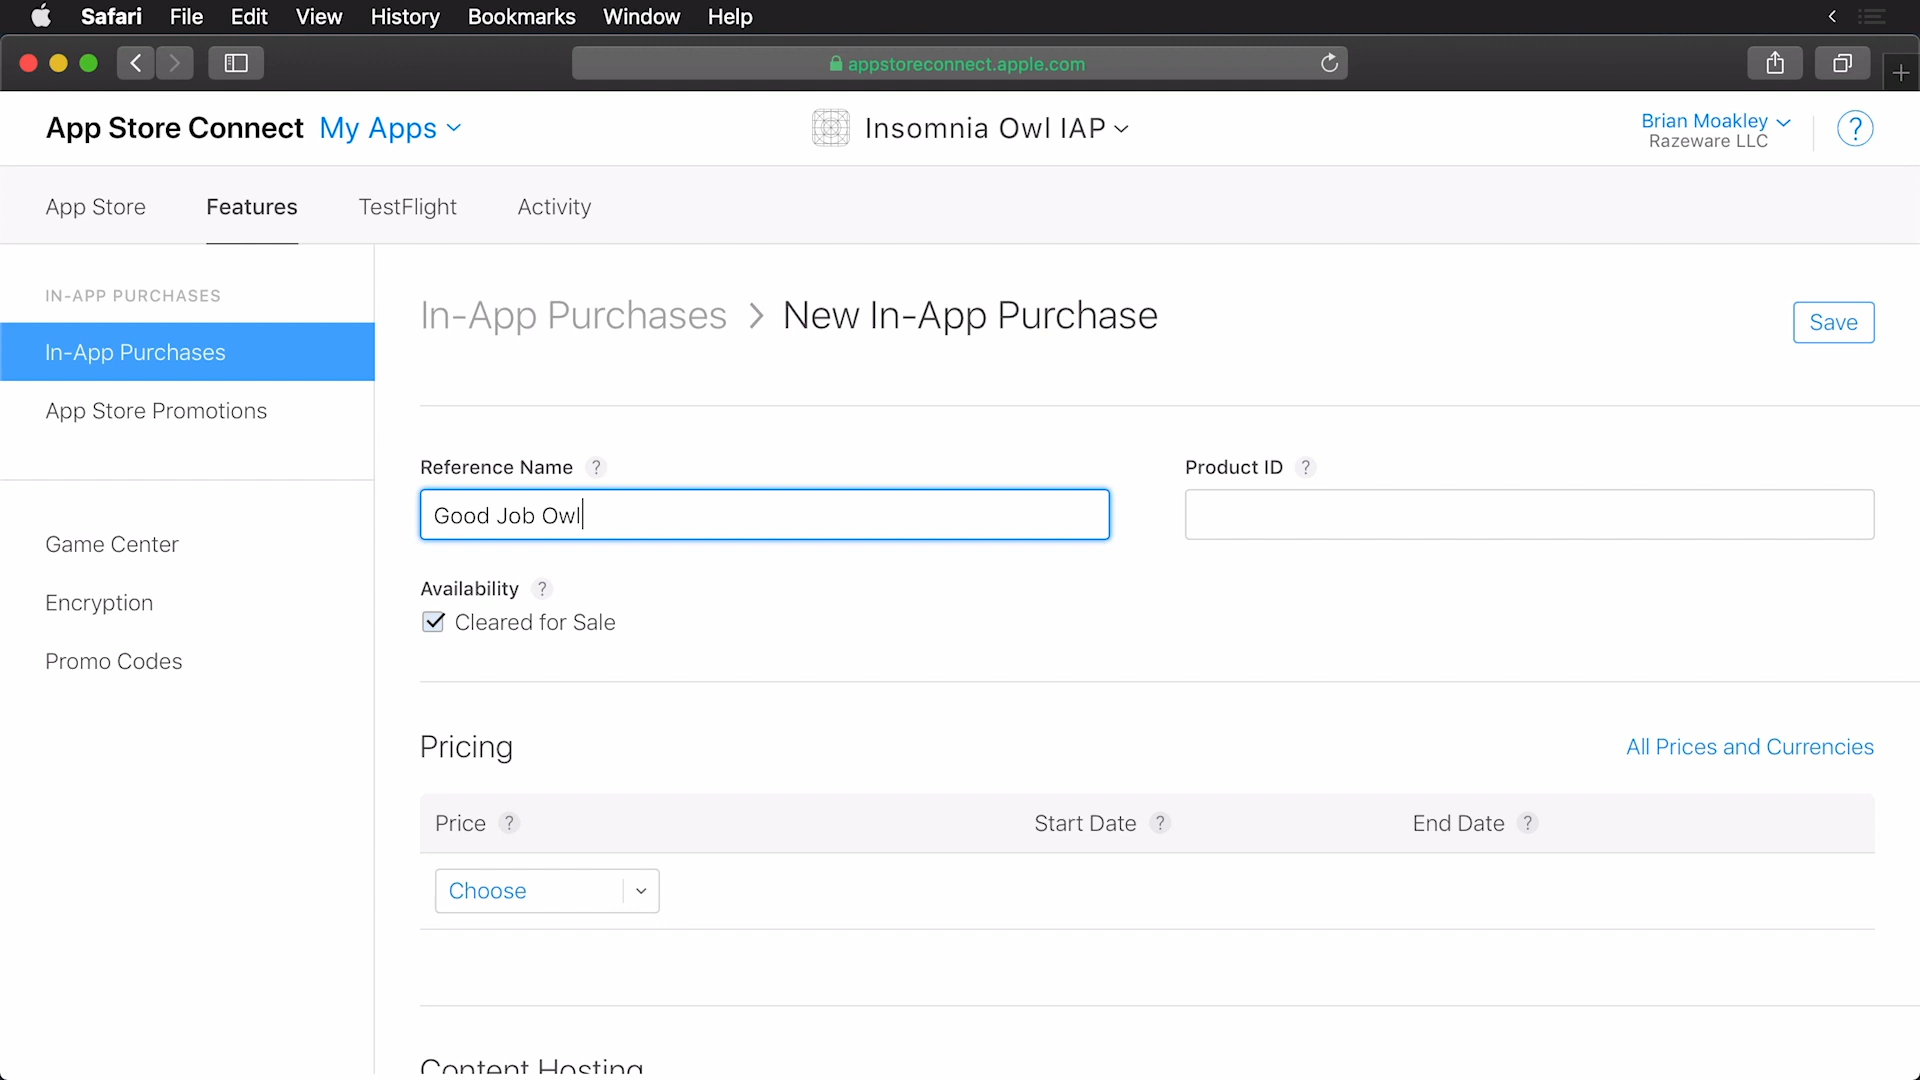 Safari File Edit View History Bookmarks Window Help
appstoreconnect.apple.com
App Store Connect My Apps
Insomnia Owl IAP
Brian Moakley
Razeware LLC
?
App Store Features TestFlight Activity
IN-APP PURCHASES
In-App Purchases
App Store Promotions
Game Center
Encryption
Promo Codes
In-App Purchases > New In-App Purchase
Save
Reference Name ?
Good Job Owl
Product ID ?
Availability ?
Cleared for Sale
Pricing
All Prices and Currencies
Price ? Start Date ? End Date ?
Choose
Content Hosting